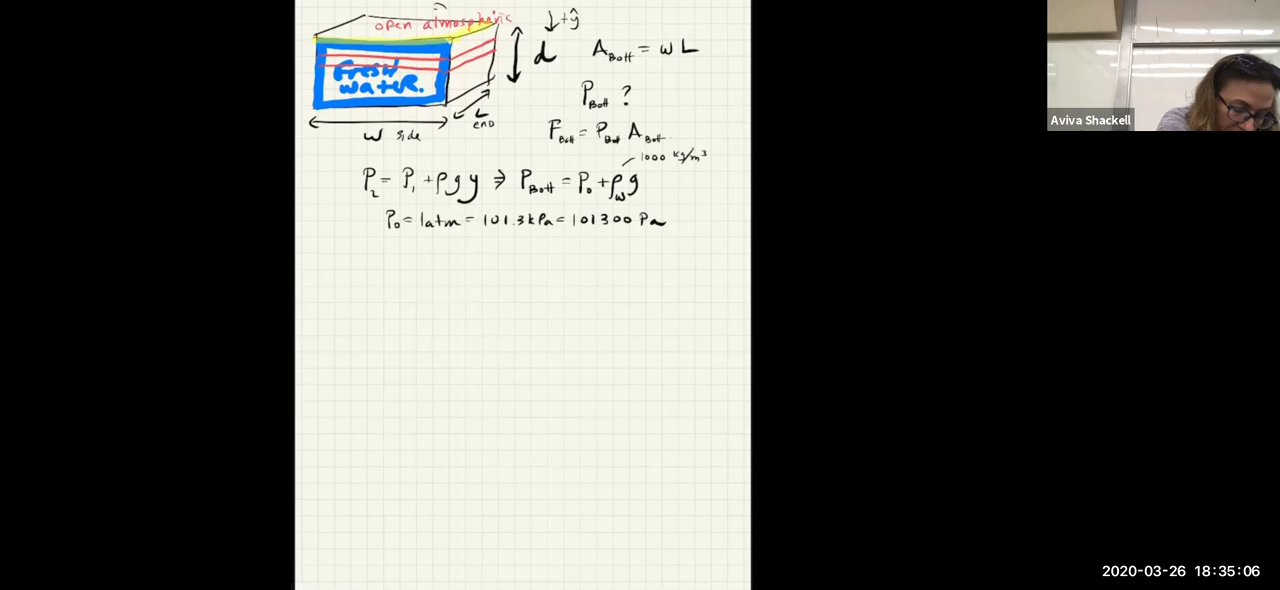 open atmospheric
↓+ŷ
Fresh
water.
d
A_Bott = w L
P_Bott ?
w side
L
end
F_Bott = P_Bott A_Bott
1000 kg/m³
P₂ = P₁ + ρgy ⇒ P_Bott = P₀ + ρ_w g
P₀ = 1atm = 101.3kPa = 101300 Pa
Aviva Shackell
2020-03-26 18:35:06